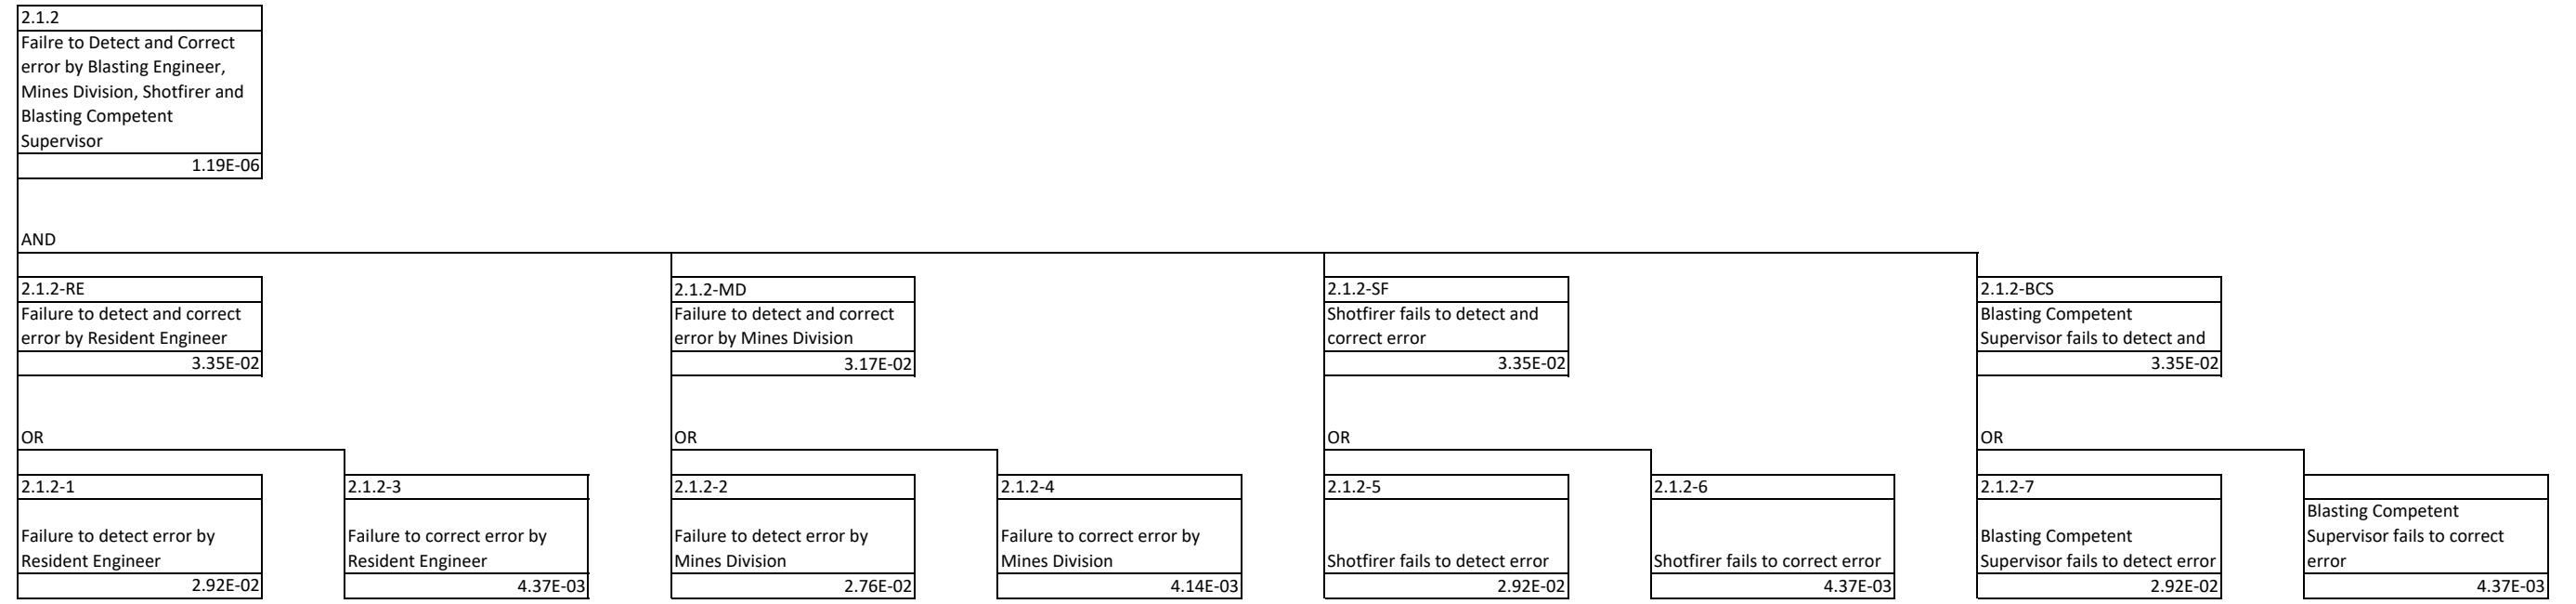 2.1.2
Failre to Detect and Correct
error by Blasting Engineer,
Mines Division, Shotfirer and
Blasting Competent
Supervisor
1.19E-06
AND
2.1.2-RE
Failure to detect and correct
error by Resident Engineer
3.35E-02
2.1.2-MD
Failure to detect and correct
error by Mines Division
3.17E-02
2.1.2-SF
Shotfirer fails to detect and
correct error
3.35E-02
2.1.2-BCS
Blasting Competent
Supervisor fails to detect and
3.35E-02
OR
OR
OR
OR
2.1.2-1
Failure to detect error by
Resident Engineer
2.92E-02
2.1.2-3
Failure to correct error by
Resident Engineer
4.37E-03
2.1.2-2
Failure to detect error by
Mines Division
2.76E-02
2.1.2-4
Failure to correct error by
Mines Division
4.14E-03
2.1.2-5
Shotfirer fails to detect error
2.92E-02
2.1.2-6
Shotfirer fails to correct error
4.37E-03
2.1.2-7
Blasting Competent
Supervisor fails to detect error
2.92E-02
Blasting Competent
Supervisor fails to correct
error
4.37E-03